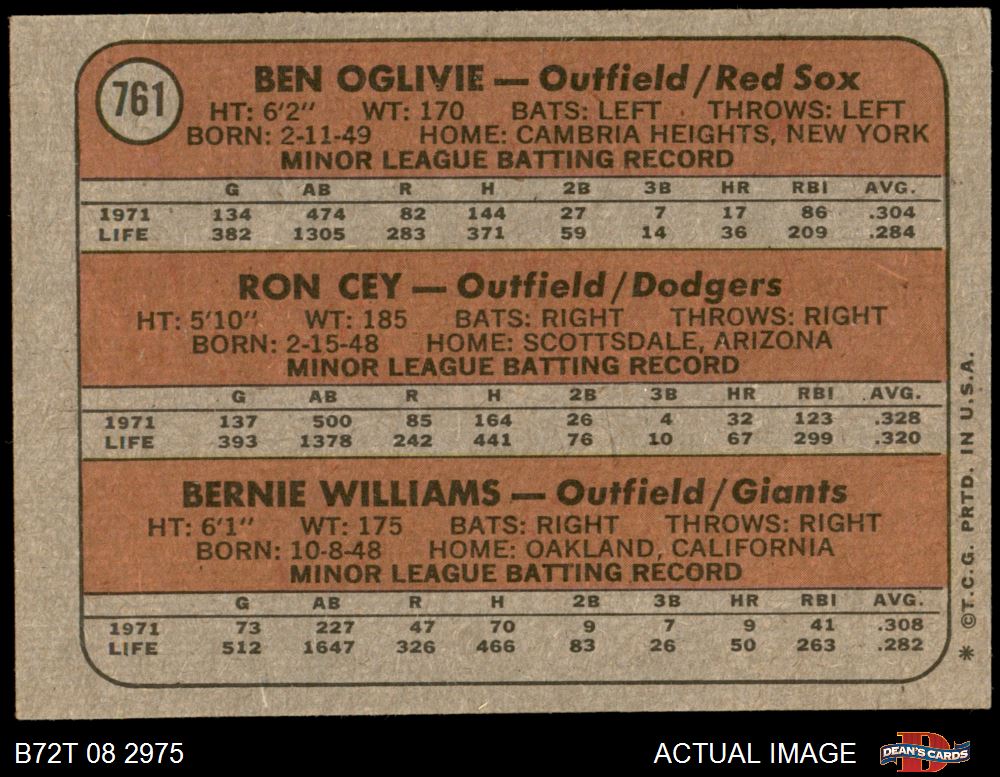 761
BEN OGLIVIE — Outfield/Red Sox
HT: 6'2" WT: 170 BATS: LEFT THROWS: LEFT
BORN: 2-11-49 HOME: CAMBRIA HEIGHTS, NEW YORK
MINOR LEAGUE BATTING RECORD
G AB R H 2B 3B HR RBI AVG.
1971 134 474 82 144 27 7 17 86 .304
LIFE 382 1305 283 371 59 14 36 209 .284
RON CEY — Outfield/Dodgers
HT: 5'10" WT: 185 BATS: RIGHT THROWS: RIGHT
BORN: 2-15-48 HOME: SCOTTSDALE, ARIZONA
MINOR LEAGUE BATTING RECORD
G AB R H 2B 3B HR RBI AVG.
1971 137 500 85 164 26 4 32 123 .328
LIFE 393 1378 242 441 76 10 67 299 .320
BERNIE WILLIAMS — Outfield/Giants
HT: 6'1" WT: 175 BATS: RIGHT THROWS: RIGHT
BORN: 10-8-48 HOME: OAKLAND, CALIFORNIA
MINOR LEAGUE BATTING RECORD
G AB R H 2B 3B HR RBI AVG.
1971 73 227 47 70 9 7 9 41 .308
LIFE 512 1647 326 466 83 26 50 263 .282
* ©T.C.G. PRTD. IN U.S.A.
B72T 08 2975
ACTUAL IMAGE
D
DEAN'S CARDS